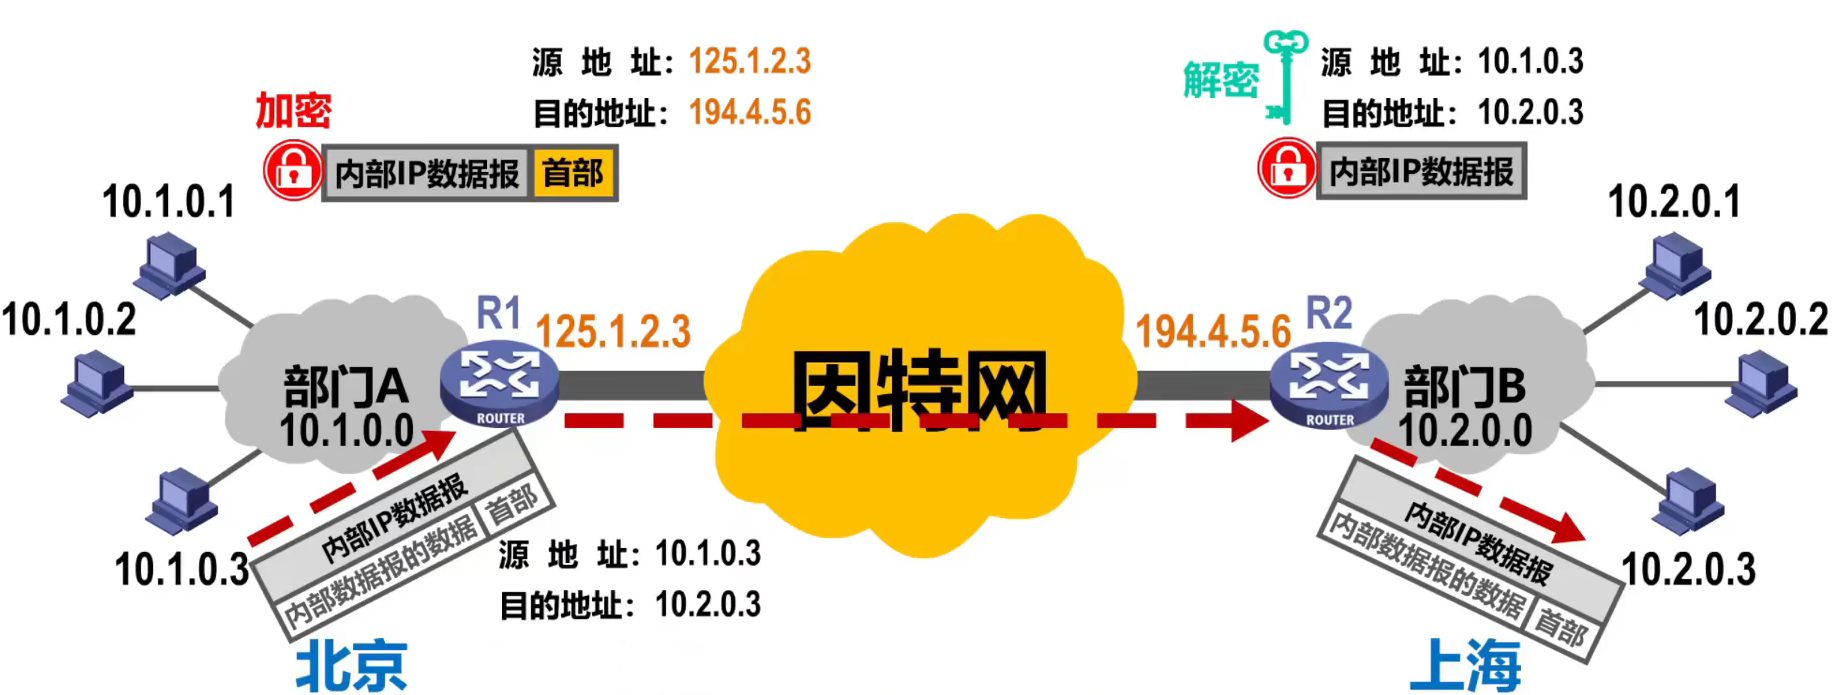 源 地 址：125.1.2.3
目的地址：194.4.5.6
加密
内部IP数据报 首部
解密
源 地 址：10.1.0.3
目的地址：10.2.0.3
内部IP数据报
10.1.0.1
10.1.0.2
10.1.0.3
部门A
10.1.0.0
R1
ROUTER
125.1.2.3
因特网
194.4.5.6
R2
ROUTER
部门B
10.2.0.0
10.2.0.1
10.2.0.2
10.2.0.3
内部IP数据报
内部数据报的数据 首部
源 地 址：10.1.0.3
目的地址：10.2.0.3
内部IP数据报
内部数据报的数据 首部
北京
上海